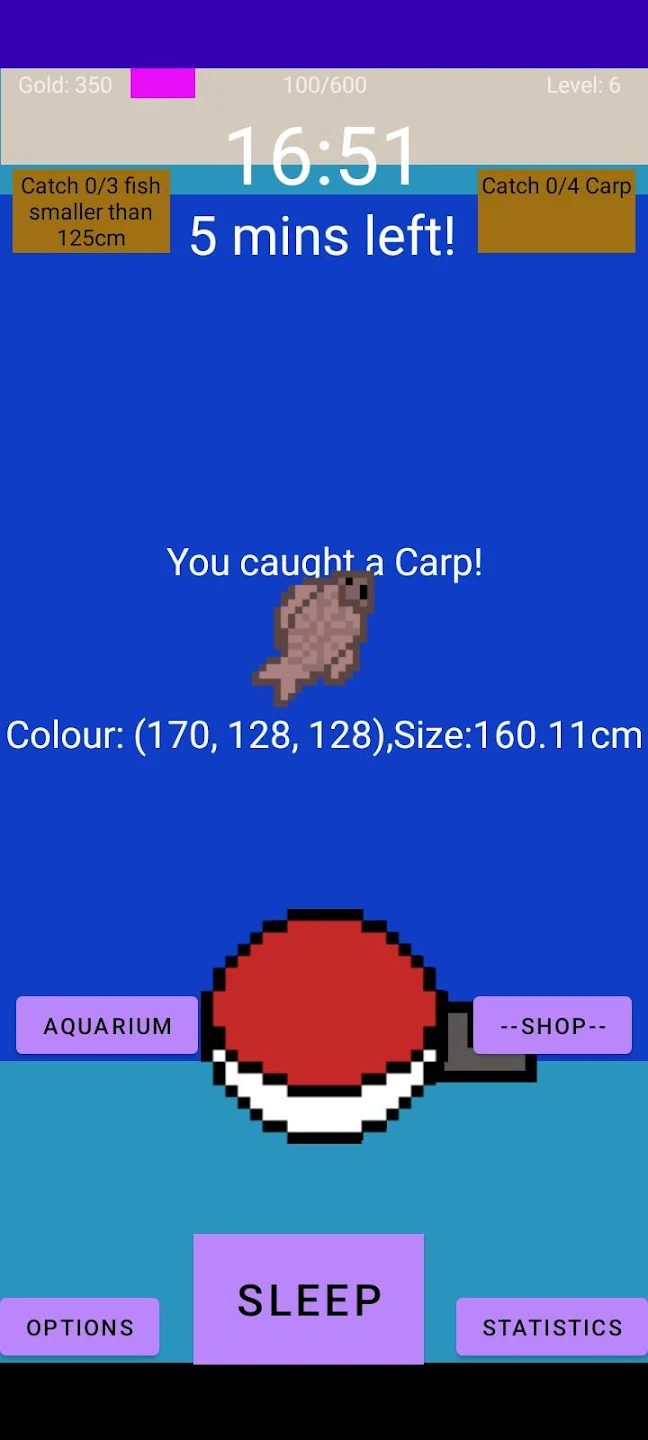 Gold: 350
100/600
Level: 6
16:51
Catch 0/3 fish
smaller than
125cm
5 mins left!
Catch 0/4 Carp
You caught a Carp!
Colour: (170, 128, 128),Size:160.11cm
AQUARIUM
--SHOP--
SLEEP
OPTIONS
STATISTICS